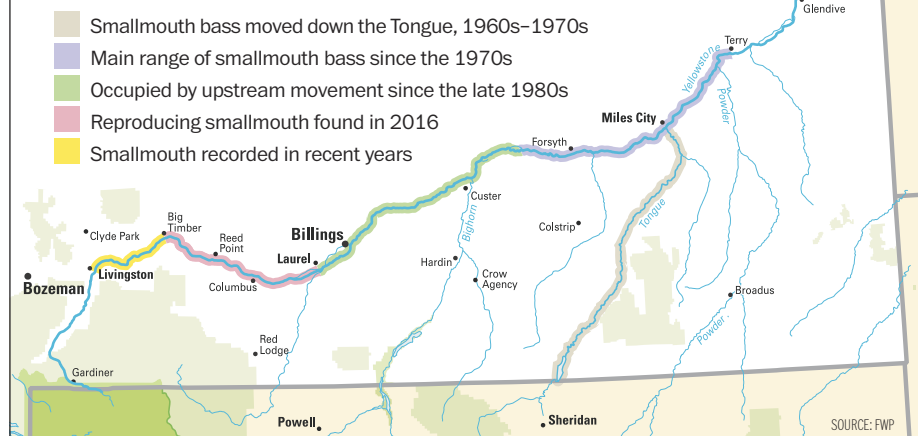 Smallmouth bass moved down the Tongue, 1960s–1970s
Main range of smallmouth bass since the 1970s
Occupied by upstream movement since the late 1980s
Reproducing smallmouth found in 2016
Smallmouth recorded in recent years
Glendive
Terry
Yellowstone
Powder
Miles City
Forsyth
Custer
Bighorn
Tongue
Colstrip
Big
Timber
Clyde Park
Reed
Point
Billings
Laurel
Hardin
Crow
Agency
Livingston
Bozeman
Columbus
Broadus
Powder
Red
Lodge
Gardiner
Powell
Sheridan
SOURCE: FWP